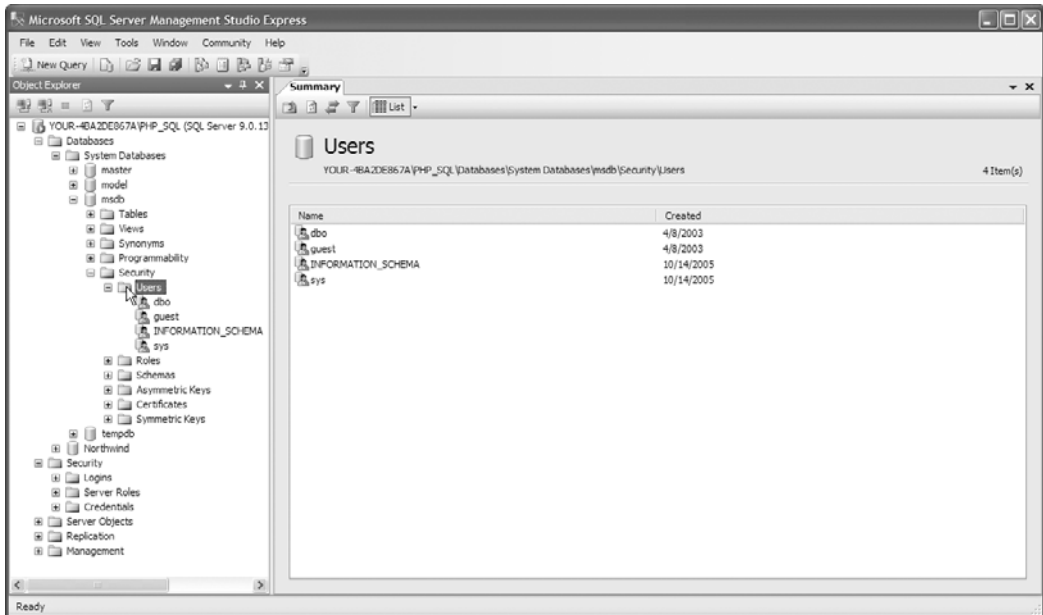 Microsoft SQL Server Management Studio Express
File Edit View Tools Window Community Help
New Query
Object Explorer
Summary
List
YOUR-4BA2DE867A\PHP_SQL (SQL Server 9.0.13
Databases
System Databases
master
model
msdb
Tables
Views
Synonyms
Programmability
Security
Users
dbo
guest
INFORMATION_SCHEMA
sys
Roles
Schemas
Asymmetric Keys
Certificates
Symmetric Keys
tempdb
Northwind
Security
Logins
Server Roles
Credentials
Server Objects
Replication
Management
Users
YOUR-4BA2DE867A\PHP_SQL\Databases\System Databases\msdb\Security\Users 4 Item(s)
Name Created
dbo 4/8/2003
guest 4/8/2003
INFORMATION_SCHEMA 10/14/2005
sys 10/14/2005
Ready